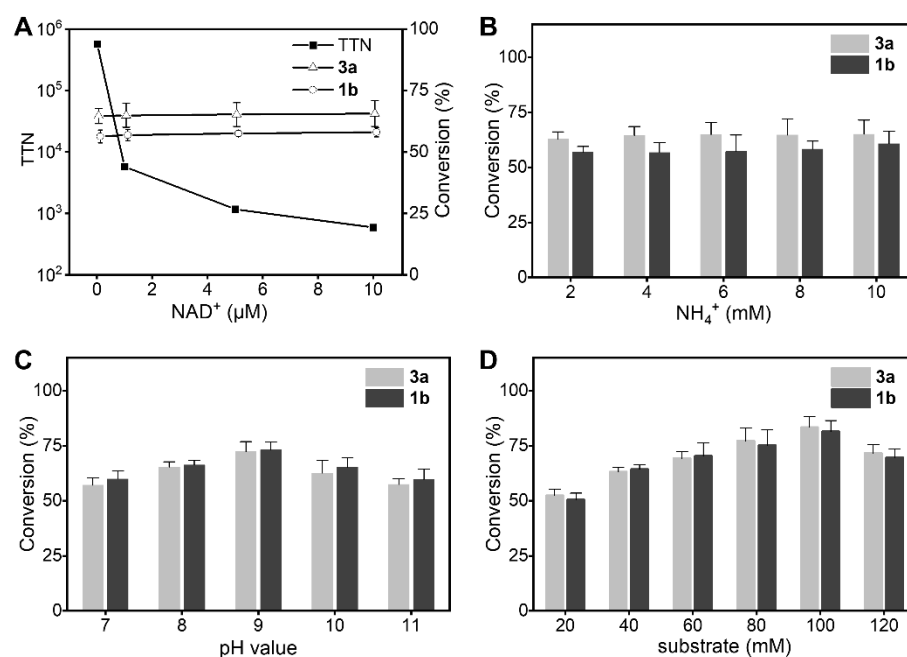 A
TTN
3a
1b
10⁶
10⁵
10⁴
10³
10²
TTN
100
75
50
25
0
Conversion (%)
0 2 4 6 8 10
NAD⁺ (μM)
B
3a
1b
100
75
50
25
0
Conversion (%)
2 4 6 8 10
NH₄⁺ (mM)
C
3a
1b
100
75
50
25
0
Conversion (%)
7 8 9 10 11
pH value
D
3a
1b
100
75
50
25
0
Conversion (%)
20 40 60 80 100 120
substrate (mM)